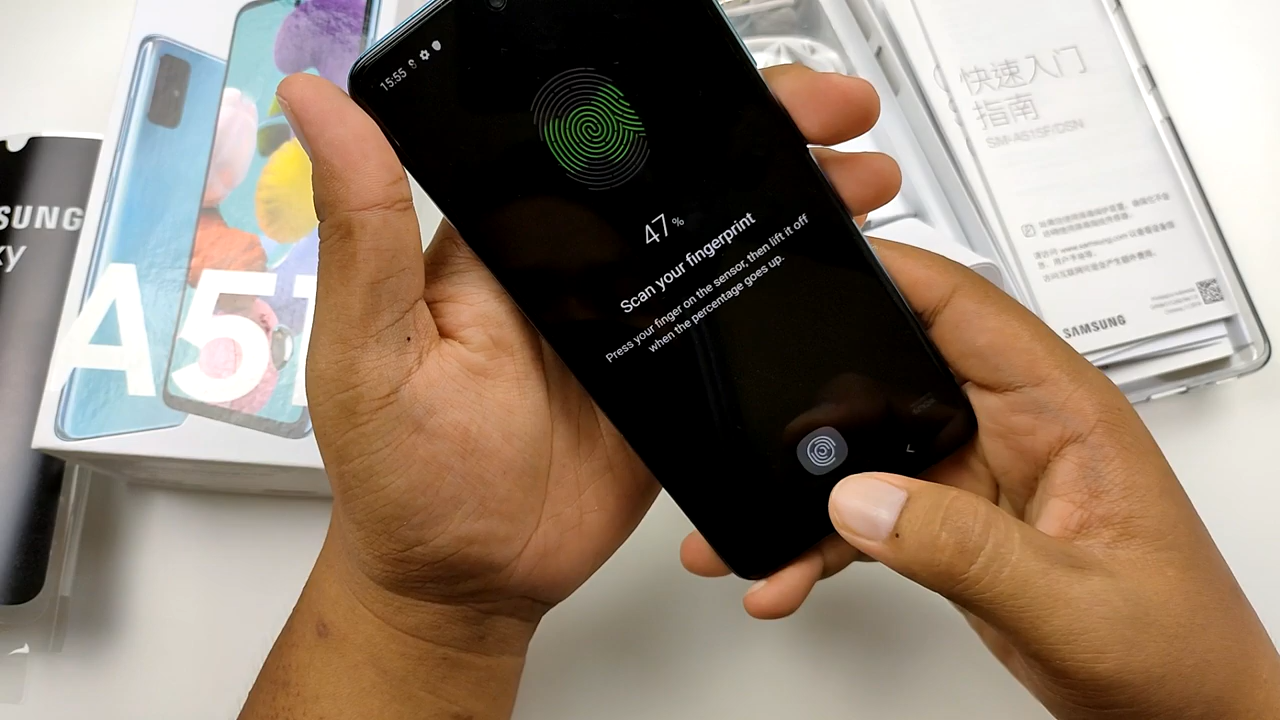 15:55
47%
Scan your fingerprint
Press your finger on the sensor, then lift it off
when the percentage goes up.
SUNG
xy
A51
快速入门
指南
SM-A515F/DSN
SAMSUNG